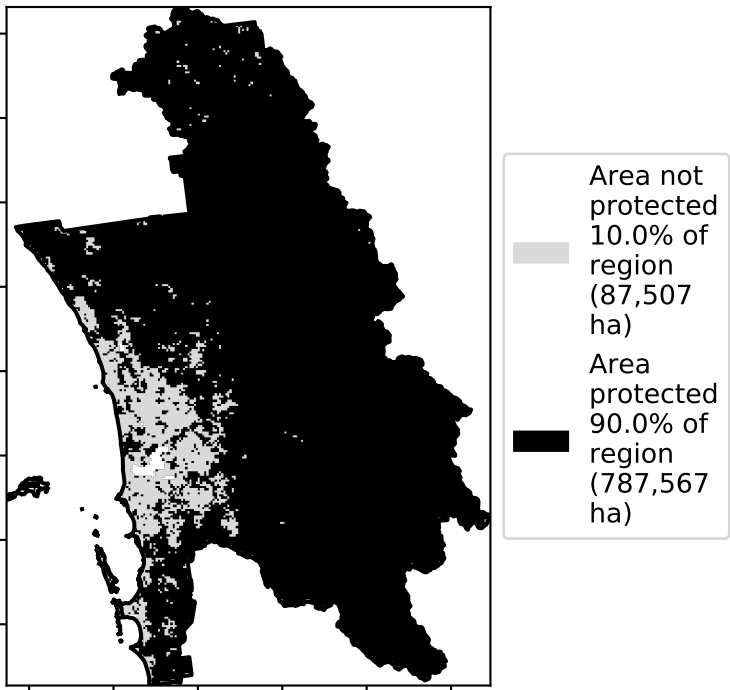 Area not
protected
10.0% of
region
(87,507
ha)
Area
protected
90.0% of
region
(787,567
ha)